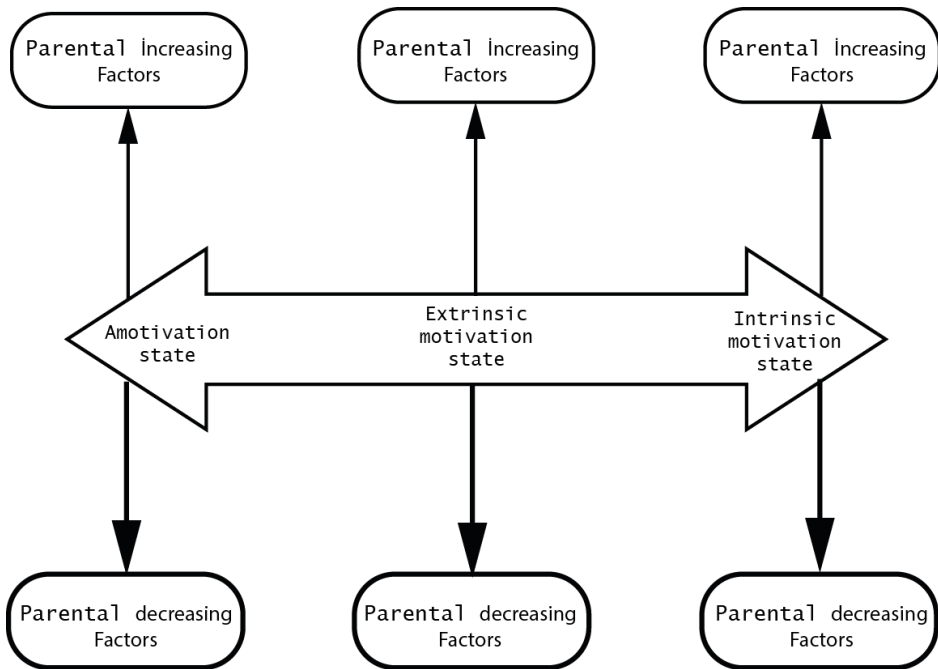 Parental İncreasing
Factors
Parental İncreasing
Factors
Parental İncreasing
Factors
Amotivation
state
Extrinsic
motivation
state
Intrinsic
motivation
state
Parental decreasing
Factors
Parental decreasing
Factors
Parental decreasing
Factors